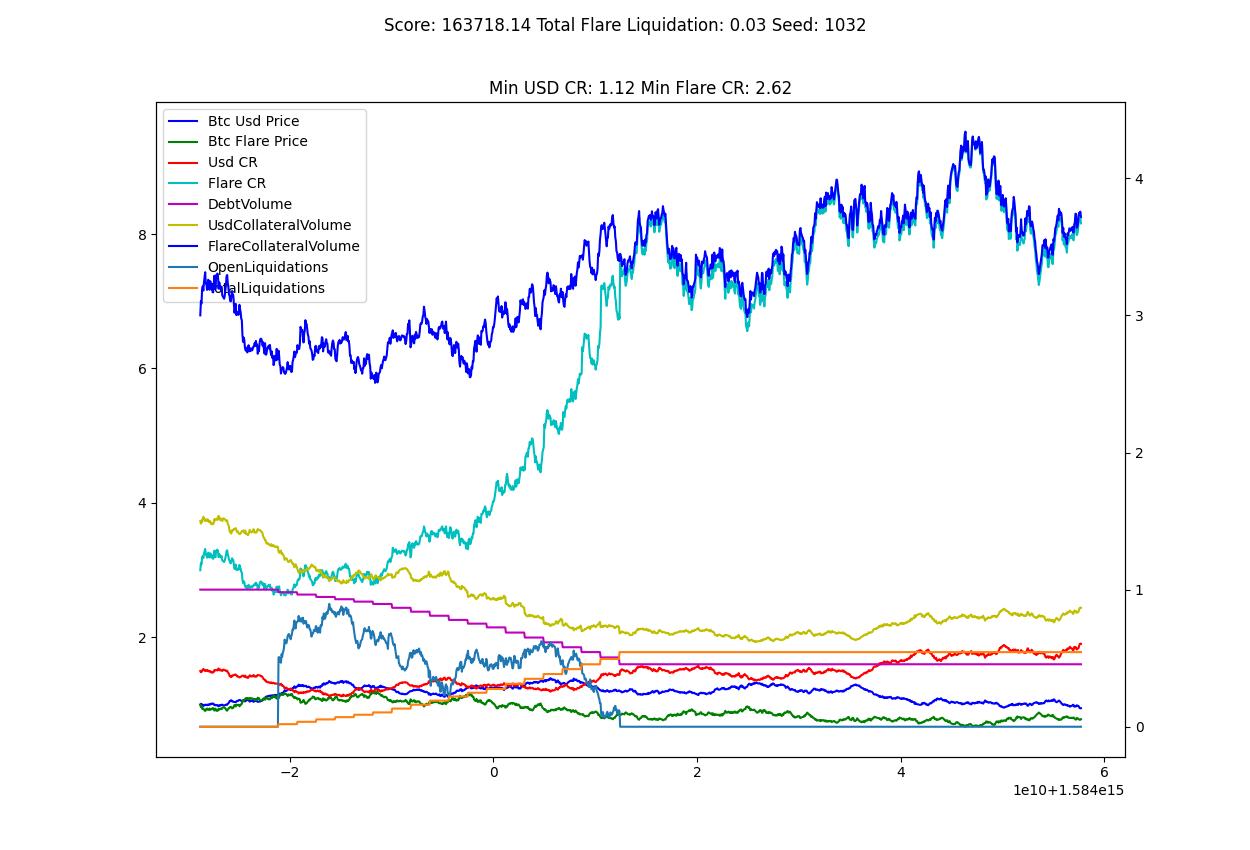 Score: 163718.14 Total Flare Liquidation: 0.03 Seed: 1032
Min USD CR: 1.12 Min Flare CR: 2.62
Btc Usd Price
Btc Flare Price
Usd CR
Flare CR
DebtVolume
UsdCollateralVolume
FlareCollateralVolume
OpenLiquidations
TotalLiquidations
8
6
4
2
4
3
2
1
0
−2
0
2
4
6
1e10+1.584e15